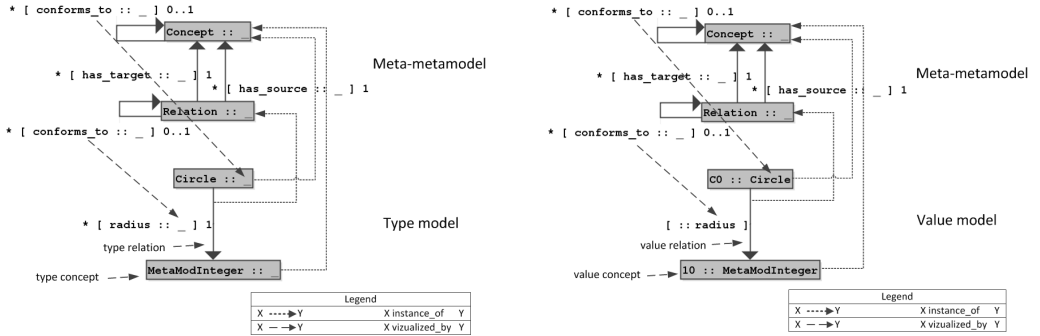 * [ conforms_to :: _ ] 0..1
Concept :: _
Meta-metamodel
* [ has_target :: _ ] 1
* [ has_source :: _ ] 1
Relation :: _
* [ conforms_to :: _ ] 0..1
Circle :: _
* [ radius :: _ ] 1
Type model
type relation
type concept
MetaModInteger :: _
Legend
X Y X instance_of Y
X Y X vizualized_by Y
* [ conforms_to :: _ ] 0..1
Concept :: _
Meta-metamodel
* [ has_target :: _ ] 1
* [ has_source :: _ ] 1
Relation :: _
* [ conforms_to :: _ ] 0..1
C0 :: Circle
[ :: radius ]
Value model
value relation
value concept
10 :: MetaModInteger
Legend
X Y X instance_of Y
X Y X vizualized_by Y